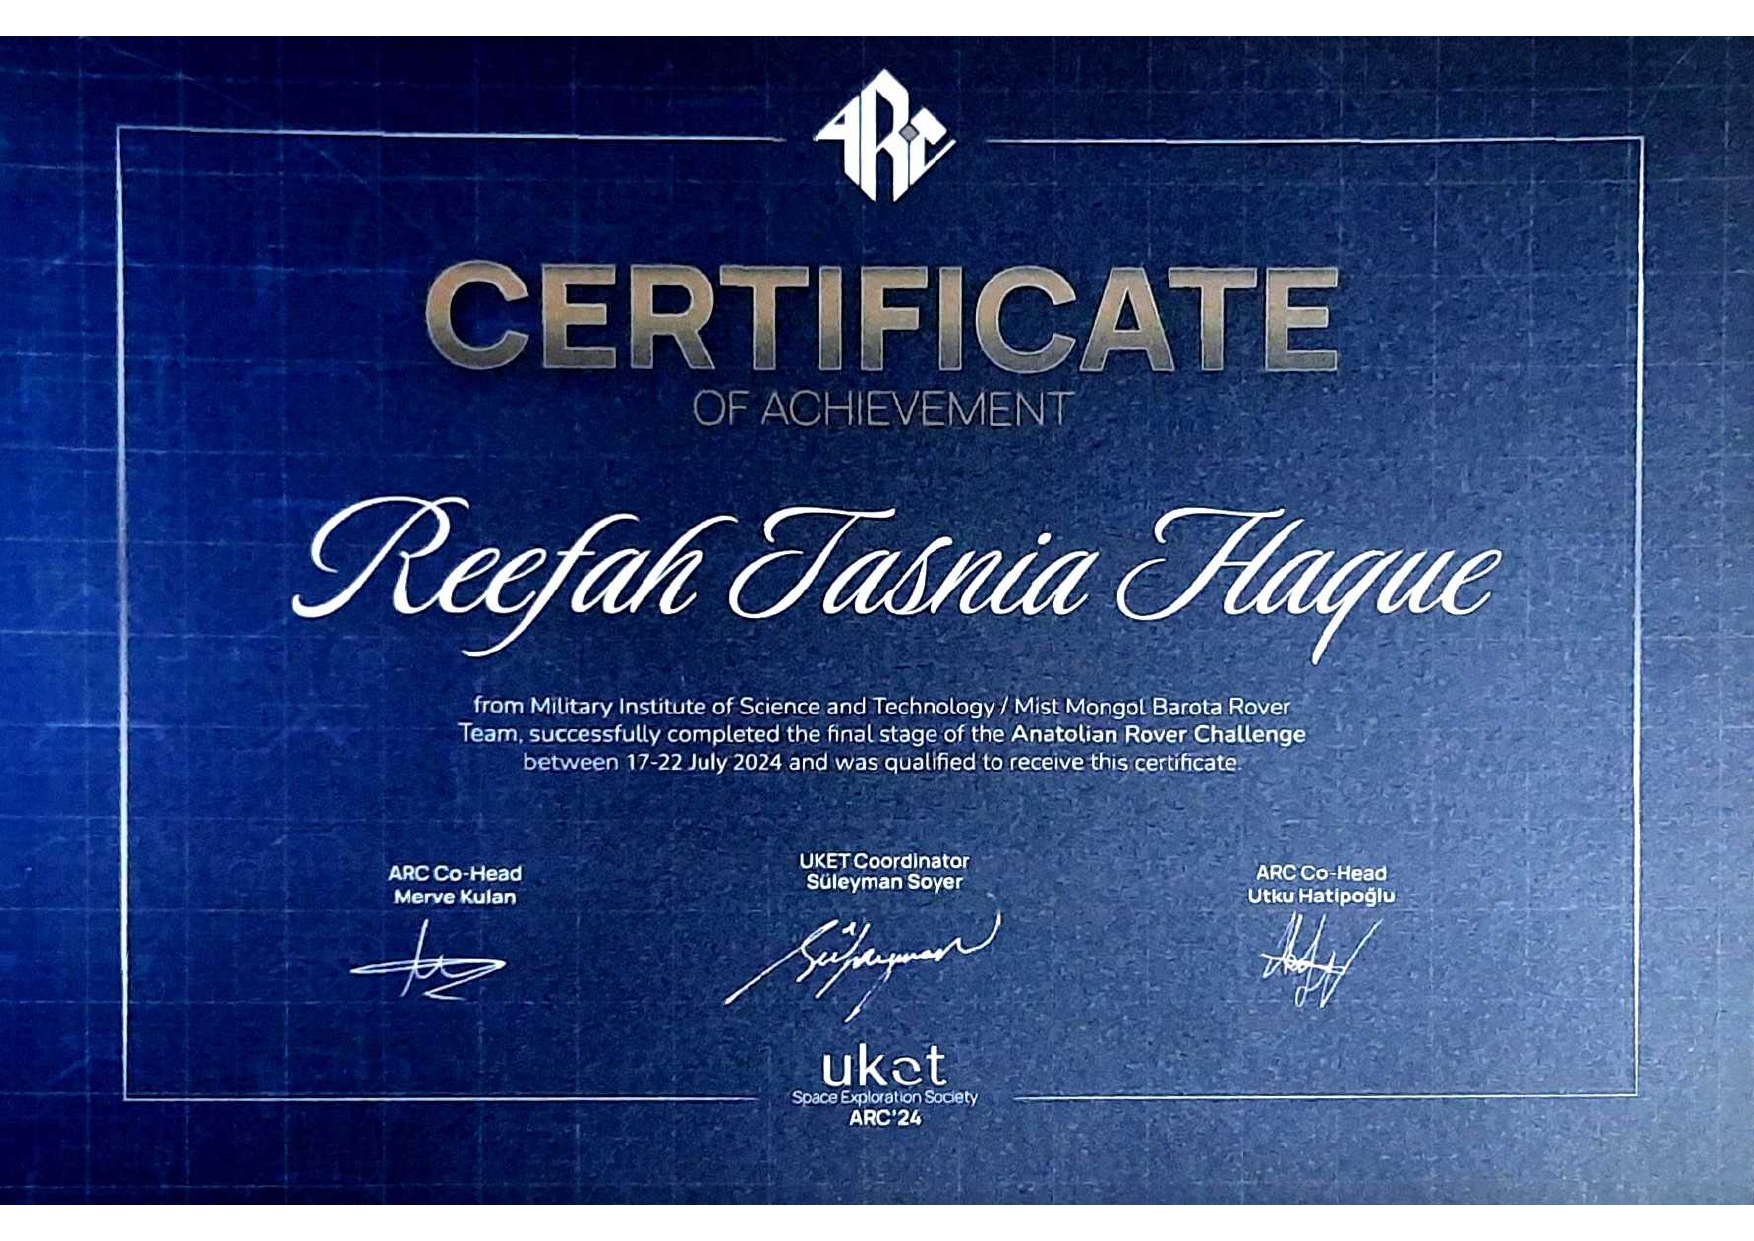 ARC
CERTIFICATE
OF ACHIEVEMENT
Reefah Tasnia Haque
from Military Institute of Science and Technology / Mist Mongol Barota Rover
Team, successfully completed the final stage of the Anatolian Rover Challenge
between 17-22 July 2024 and was qualified to receive this certificate.
ARC Co-Head
Merve Kulan
UKET Coordinator
Süleyman Soyer
ARC Co-Head
Utku Hatipoğlu
Süleyman
uket
Space Exploration Society
ARC'24